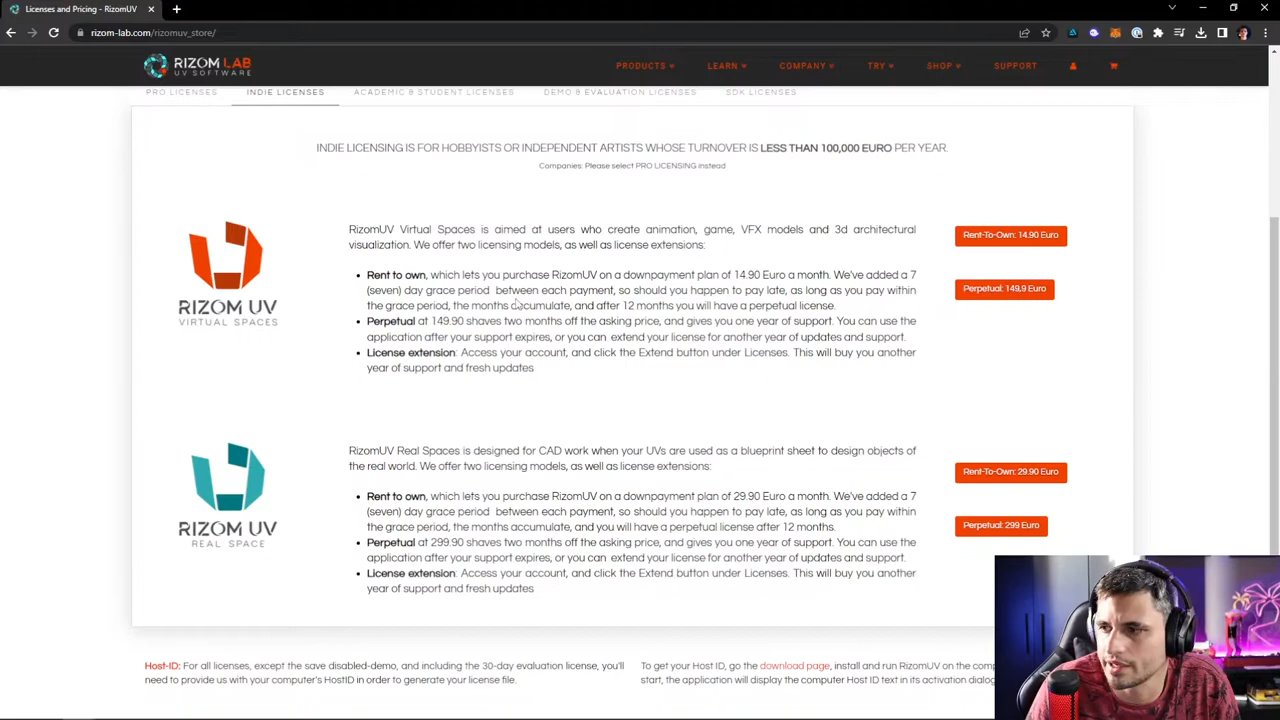 Licenses and Pricing - RizomUV
rizom-lab.com/rizomuv_store/
RIZOM LAB
UV SOFTWARE
PRODUCTS
LEARN
COMPANY
TRY
SHOP
SUPPORT
PRO LICENSES
INDIE LICENSES
ACADEMIC & STUDENT LICENSES
DEMO & EVALUATION LICENSES
SDK LICENSES
INDIE LICENSING IS FOR HOBBYISTS OR INDEPENDENT ARTISTS WHOSE TURNOVER IS LESS THAN 100,000 EURO PER YEAR.
Companies: Please select PRO LICENSING instead
RIZOM UV
VIRTUAL SPACES
RizomUV Virtual Spaces is aimed at users who create animation, game, VFX models and 3d architectural
visualization. We offer two licensing models, as well as license extensions:
Rent to own, which lets you purchase RizomUV on a downpayment plan of 14.90 Euro a month. We've added a 7
(seven) day grace period between each payment, so should you happen to pay late, as long as you pay within
the grace period, the months accumulate, and after 12 months you will have a perpetual license.
Perpetual at 149.90 shaves two months off the asking price, and gives you one year of support. You can use the
application after your support expires, or you can extend your license for another year of updates and support.
License extension: Access your account, and click the Extend button under Licenses. This will buy you another
year of support and fresh updates
Rent-To-Own: 14.90 Euro
Perpetual: 149,9 Euro
RIZOM UV
REAL SPACE
RizomUV Real Spaces is designed for CAD work when your UVs are used as a blueprint sheet to design objects of
the real world. We offer two licensing models, as well as license extensions:
Rent to own, which lets you purchase RizomUV on a downpayment plan of 29.90 Euro a month. We've added a 7
(seven) day grace period between each payment, so should you happen to pay late, as long as you pay within
the grace period, the months accumulate, and you will have a perpetual license after 12 months.
Perpetual at 299.90 shaves two months off the asking price, and gives you one year of support. You can use the
application after your support expires, or you can extend your license for another year of updates and support.
License extension: Access your account, and click the Extend button under Licenses. This will buy you another
year of support and fresh updates
Rent-To-Own: 29.90 Euro
Perpetual: 299 Euro
Host-ID: For all licenses, except the save disabled-demo, and including the 30-day evaluation license, you'll
need to provide us with your computer's HostID in order to generate your license file.
To get your Host ID, go the download page, install and run RizomUV on the
start, the application will display the computer Host ID text in its activation